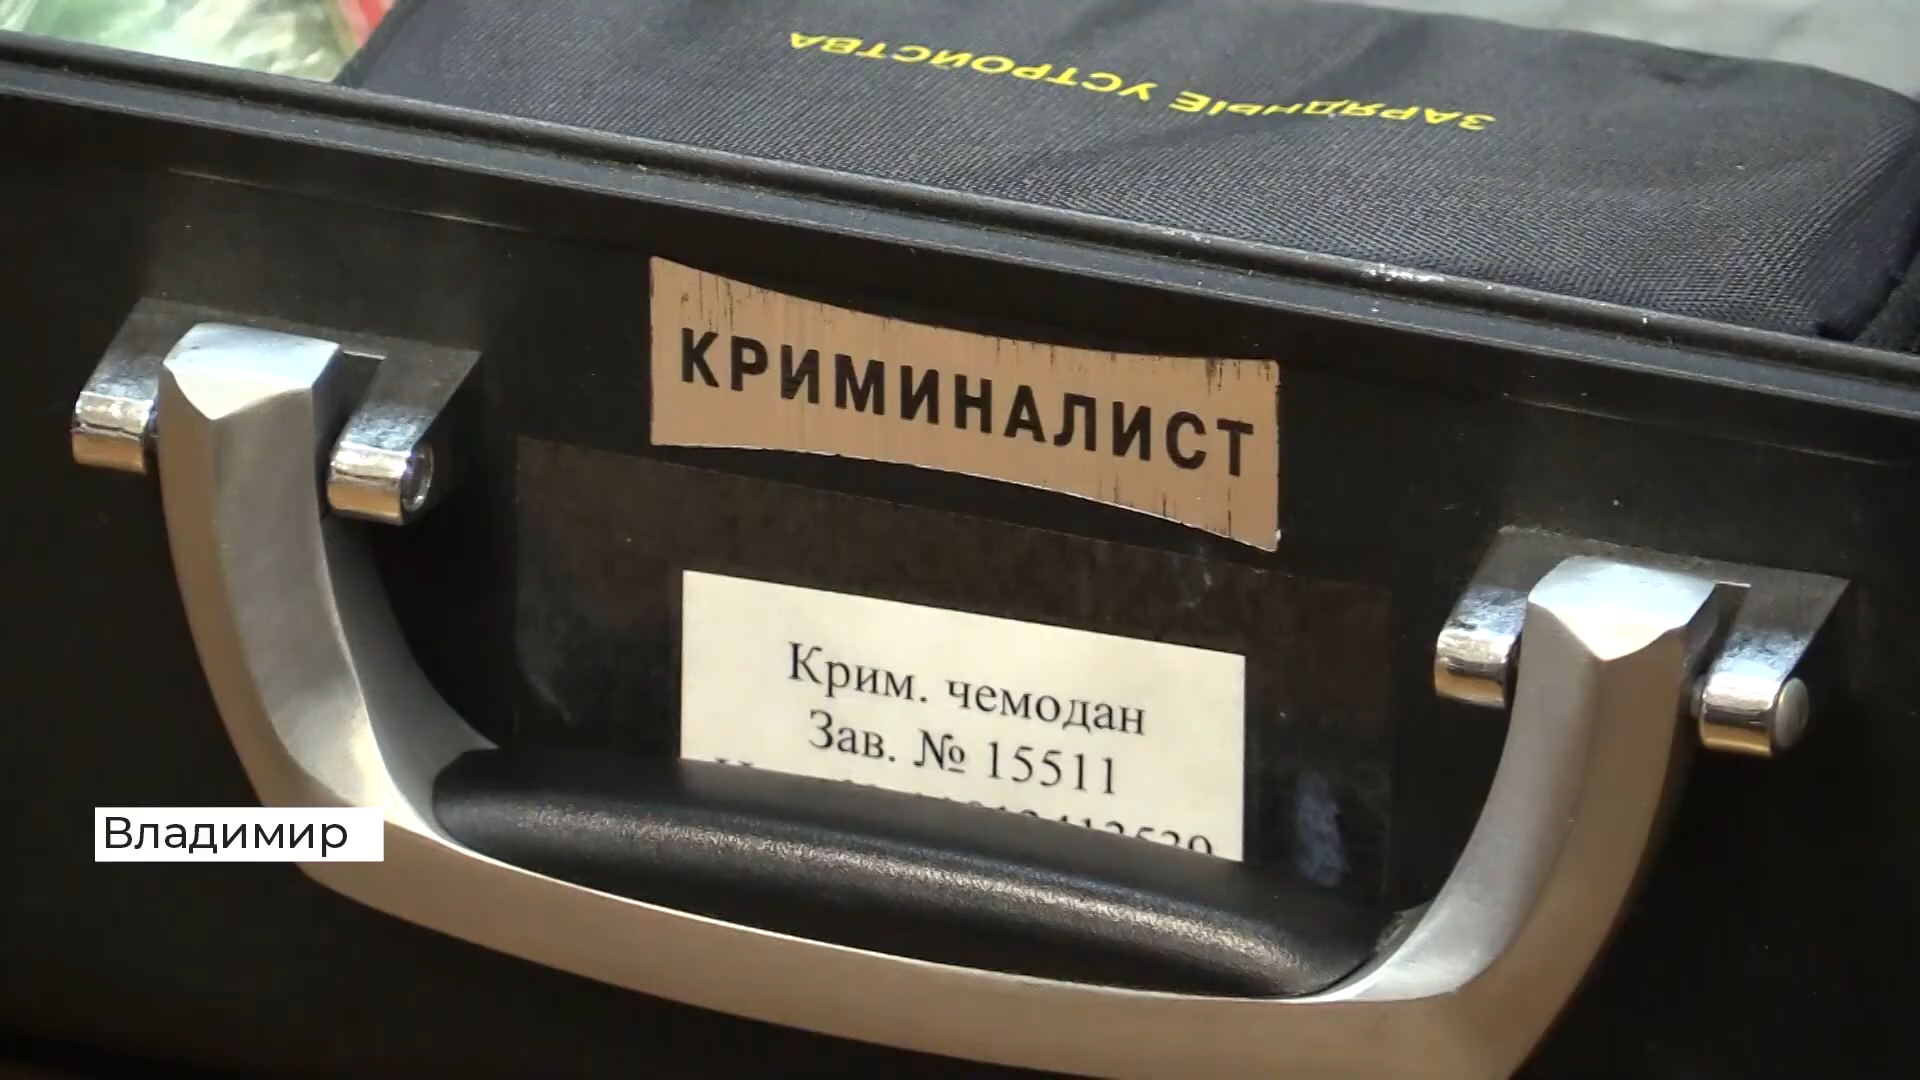 ЗАРЯДНЫЕ УСТРОЙСТВА
КРИМИНАЛИСТ
Крим. чемодан
Зав. № 15511
Владимир